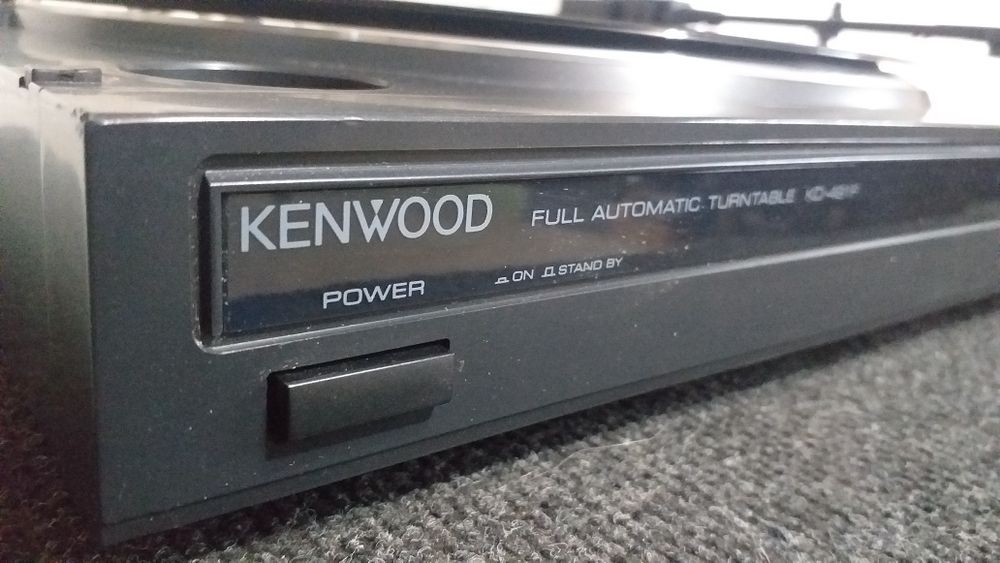 KENWOOD FULL AUTOMATIC TURNTABLE
POWER ON STAND BY